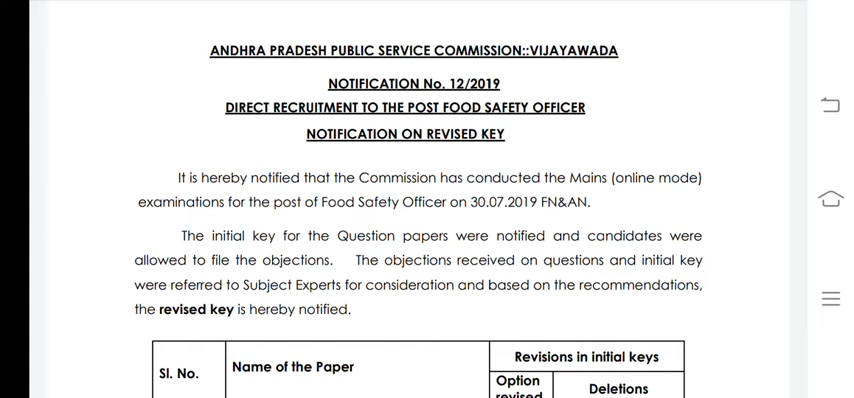 ANDHRA PRADESH PUBLIC SERVICE COMMISSION::VIJAYAWADA
NOTIFICATION No. 12/2019
DIRECT RECRUITMENT TO THE POST FOOD SAFETY OFFICER
NOTIFICATION ON REVISED KEY
It is hereby notified that the Commission has conducted the Mains (online mode)
examinations for the post of Food Safety Officer on 30.07.2019 FN&AN.
The initial key for the Question papers were notified and candidates were
allowed to file the objections. The objections received on questions and initial key
were referred to Subject Experts for consideration and based on the recommendations,
the revised key is hereby notified.
Sl. No.
Name of the Paper
Revisions in initial keys
Option
revised
Deletions